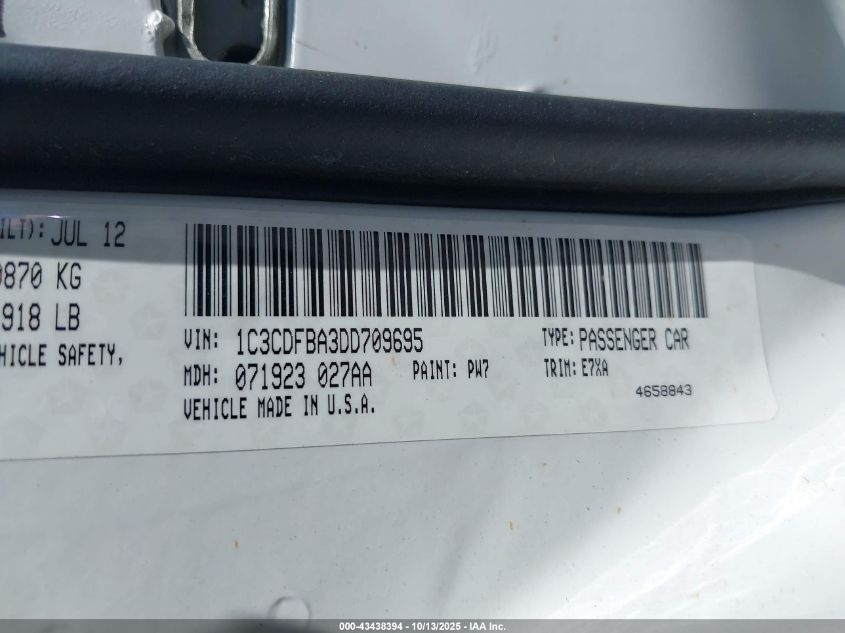 ILT): JUL 12
870 KG
918 LB
HICLE SAFETY,
VIN: 1C3CDFBA3DD709695 TYPE: PASSENGER CAR
MDH: 071923 027AA PAINT: PW7 TRIM: E7XA
VEHICLE MADE IN U.S.A. 4658843
000-43438394 - 10/13/2025 - IAA Inc.